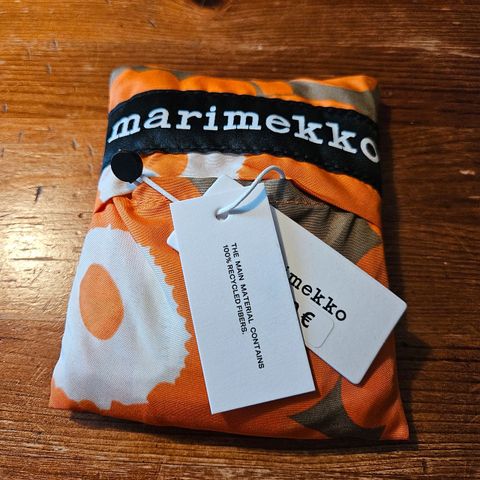 marimekko
THE MAIN MATERIAL CONTAINS
100% RECYCLED FIBERS.
imekko
€